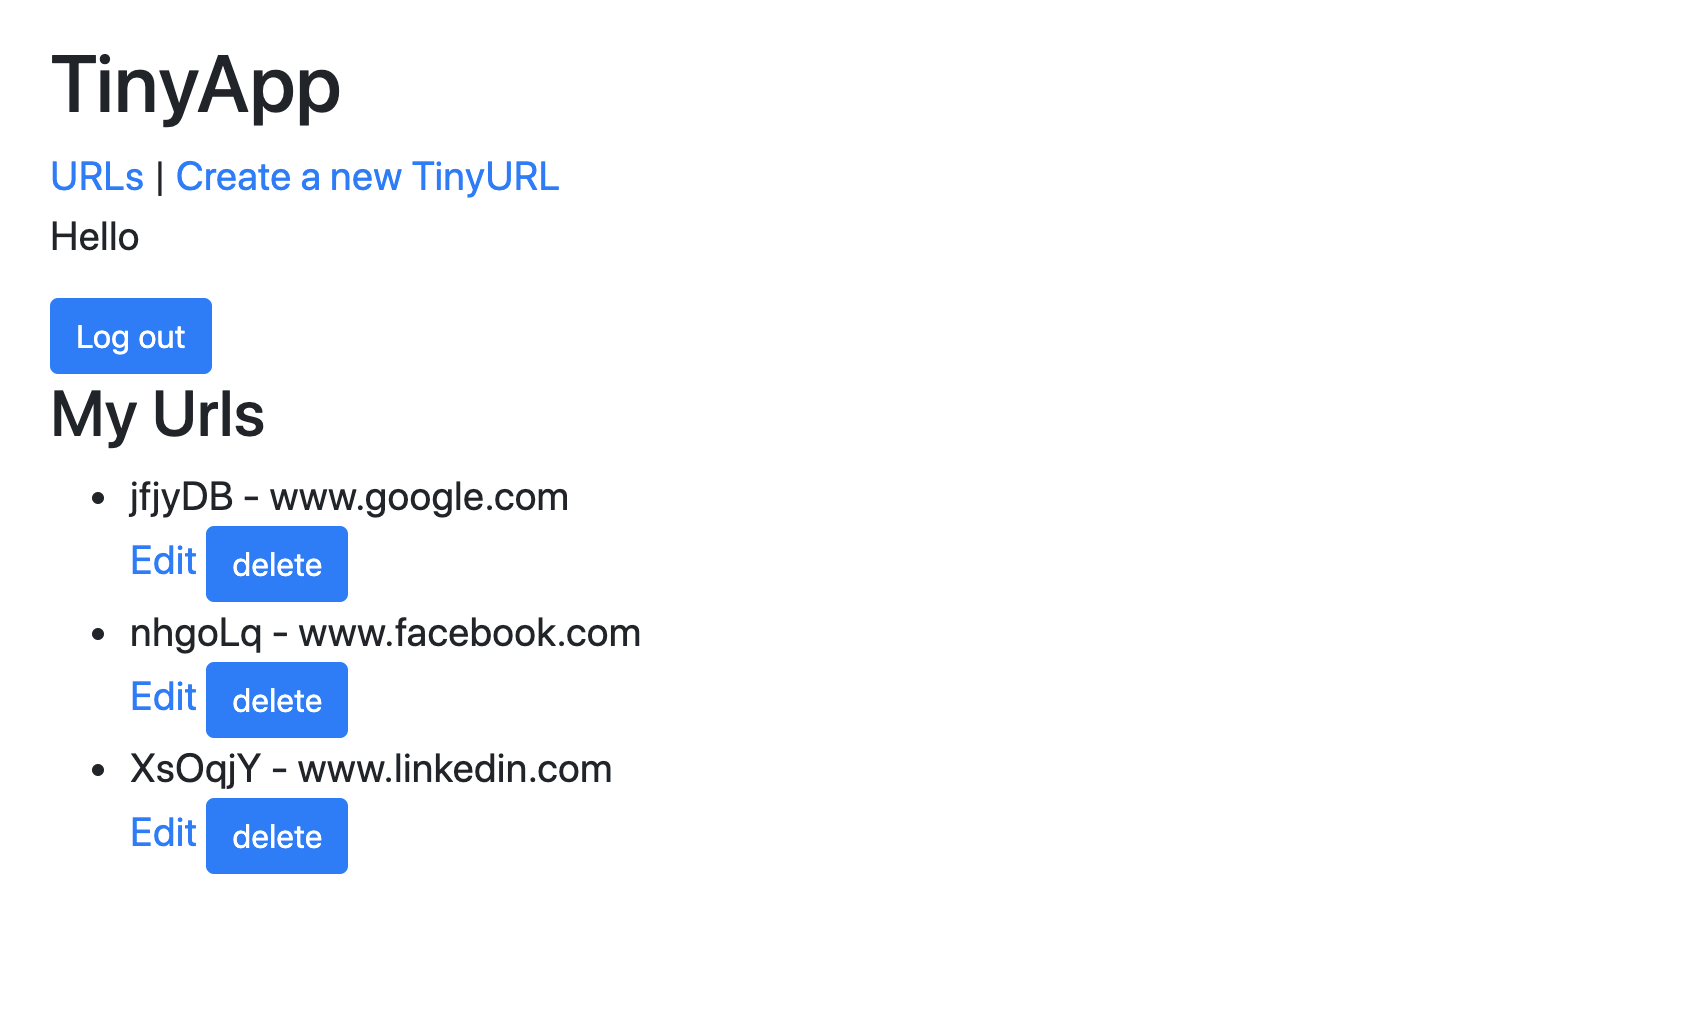 TinyApp
URLs | Create a new TinyURL
Hello
Log out
My Urls
jfjyDB - www.google.com
Edit delete
nhgoLq - www.facebook.com
Edit delete
XsOqjY - www.linkedin.com
Edit delete